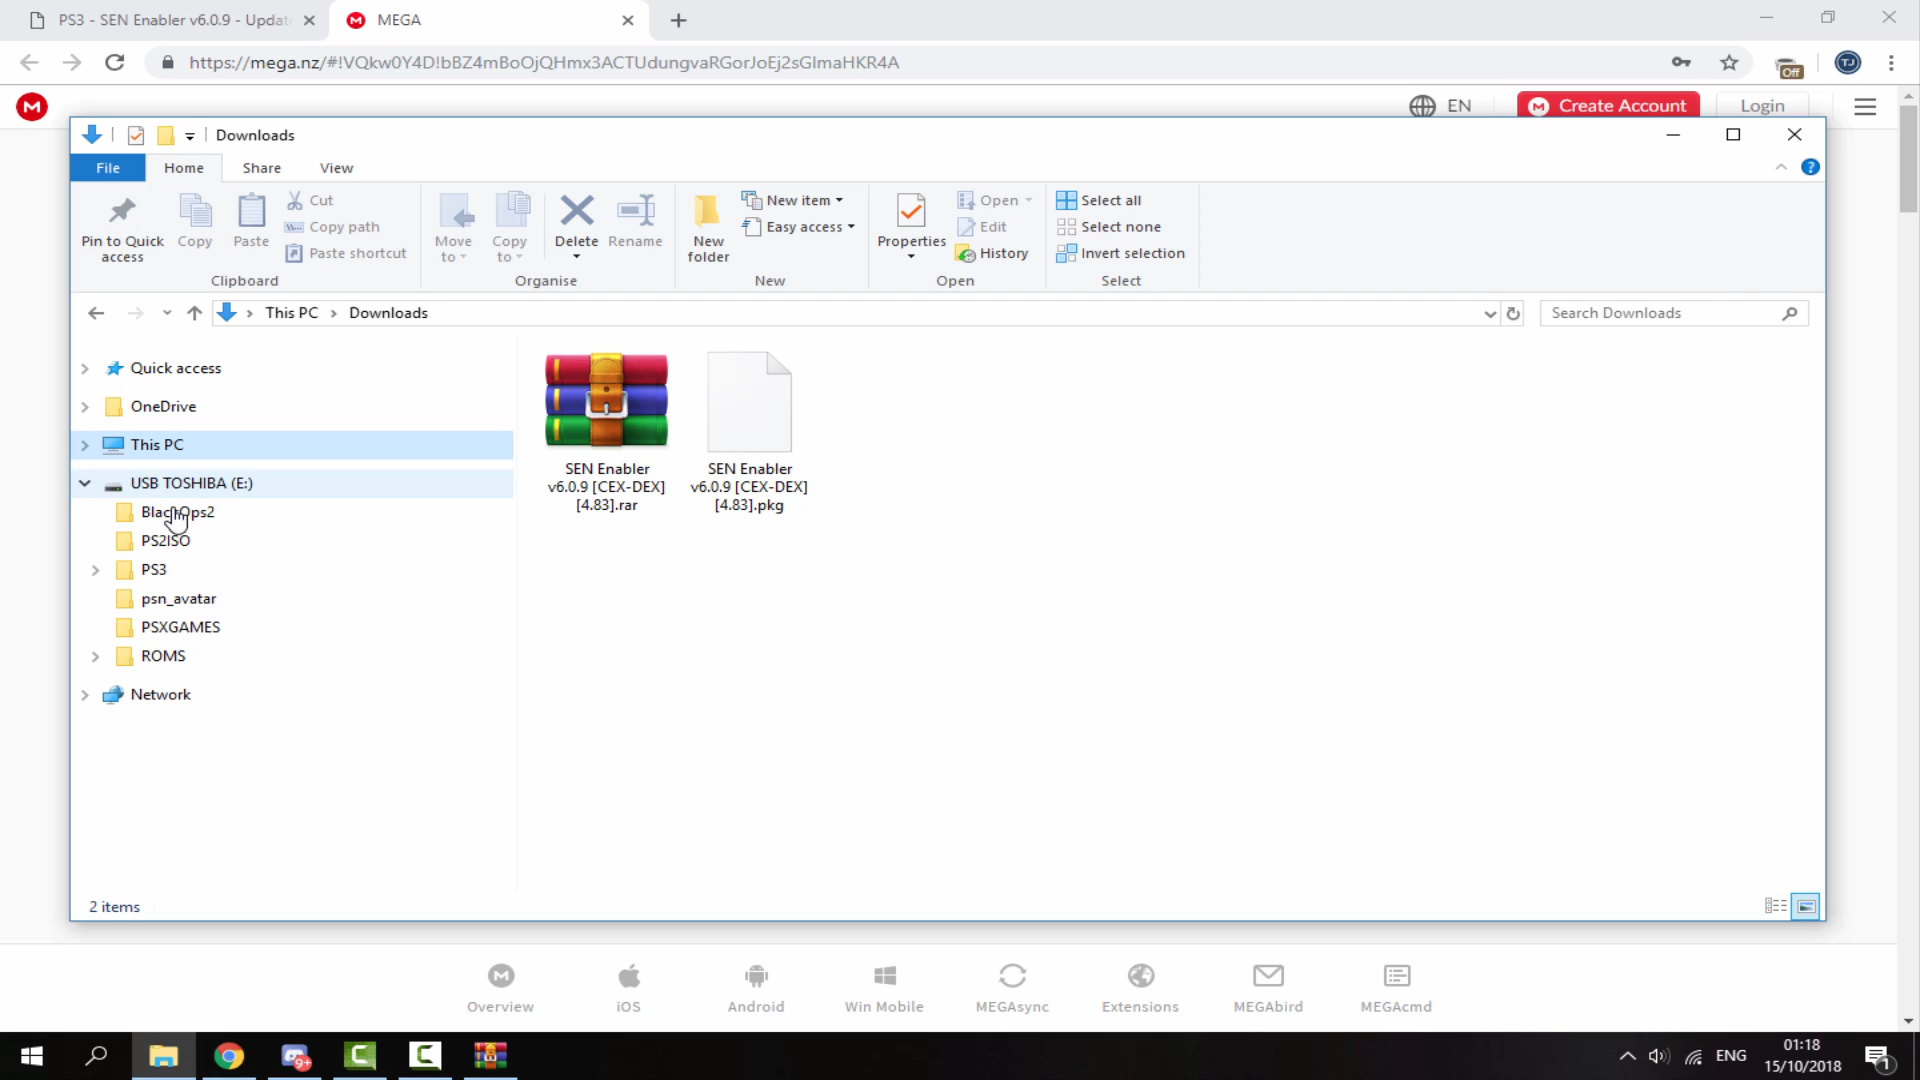 PS3 - SEN Enabler v6.0.9 - Updat
MEGA
https://mega.nz/#!VQkw0Y4D!bBZ4mBoOjQHmx3ACTUdungvaRGorJoEj2sGlmaHKR4A
Off
TJ
EN
Create Account
Login
Downloads
File
Home
Share
View
Pin to Quick access
Copy
Paste
Cut
Copy path
Paste shortcut
Clipboard
Move to
Copy to
Delete
Rename
Organise
New folder
New item
Easy access
New
Properties
Open
Edit
History
Open
Select all
Select none
Invert selection
Select
This PC
Downloads
Search Downloads
Quick access
OneDrive
This PC
USB TOSHIBA (E:)
BlackOps2
PS2ISO
PS3
psn_avatar
PSXGAMES
ROMS
Network
SEN Enabler
v6.0.9 [CEX-DEX]
[4.83].rar
SEN Enabler
v6.0.9 [CEX-DEX]
[4.83].pkg
2 items
Overview
iOS
Android
Win Mobile
MEGAsync
Extensions
MEGAbird
MEGAcmd
9+
ENG
01:18
15/10/2018
1